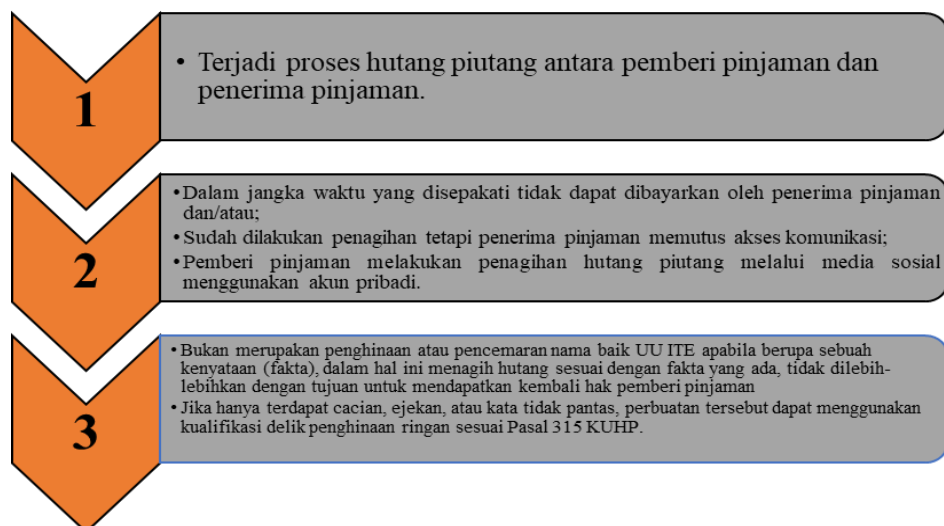 1
• Terjadi proses hutang piutang antara pemberi pinjaman dan
penerima pinjaman.
2
•Dalam jangka waktu yang disepakati tidak dapat dibayarkan oleh penerima pinjaman
dan/atau;
•Sudah dilakukan penagihan tetapi penerima pinjaman memutus akses komunikasi;
•Pemberi pinjaman melakukan penagihan hutang piutang melalui media sosial
menggunakan akun pribadi.
3
•Bukan merupakan penghinaan atau pencemaran nama baik UU ITE apabila berupa sebuah
kenyataan (fakta), dalam hal ini menagih hutang sesuai dengan fakta yang ada, tidak dilebih-
lebihkan dengan tujuan untuk mendapatkan kembali hak pemberi pinjaman
•Jika hanya terdapat cacian, ejekan, atau kata tidak pantas, perbuatan tersebut dapat menggunakan
kualifikasi delik penghinaan ringan sesuai Pasal 315 KUHP.